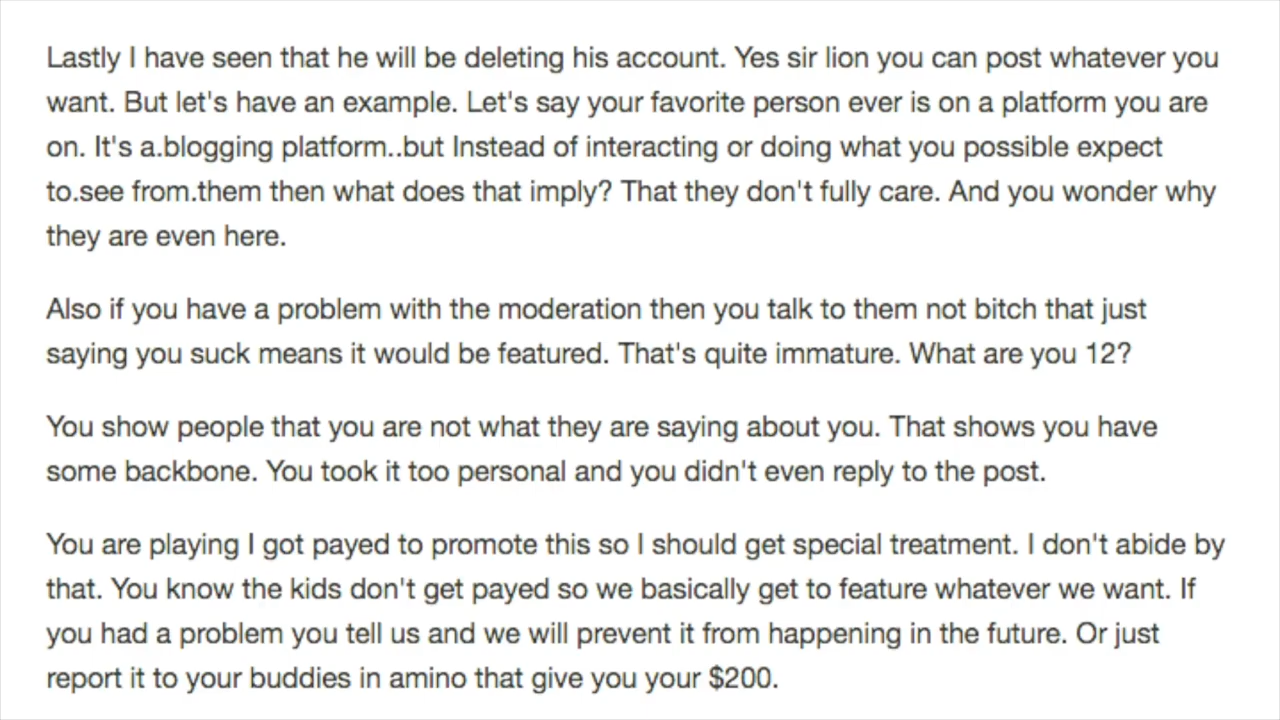 Lastly I have seen that he will be deleting his account. Yes sir lion you can post whatever you
want. But let's have an example. Let's say your favorite person ever is on a platform you are
on. It's a.blogging platform..but Instead of interacting or doing what you possible expect
to.see from.them then what does that imply? That they don't fully care. And you wonder why
they are even here.
Also if you have a problem with the moderation then you talk to them not bitch that just
saying you suck means it would be featured. That's quite immature. What are you 12?
You show people that you are not what they are saying about you. That shows you have
some backbone. You took it too personal and you didn't even reply to the post.
You are playing I got payed to promote this so I should get special treatment. I don't abide by
that. You know the kids don't get payed so we basically get to feature whatever we want. If
you had a problem you tell us and we will prevent it from happening in the future. Or just
report it to your buddies in amino that give you your $200.